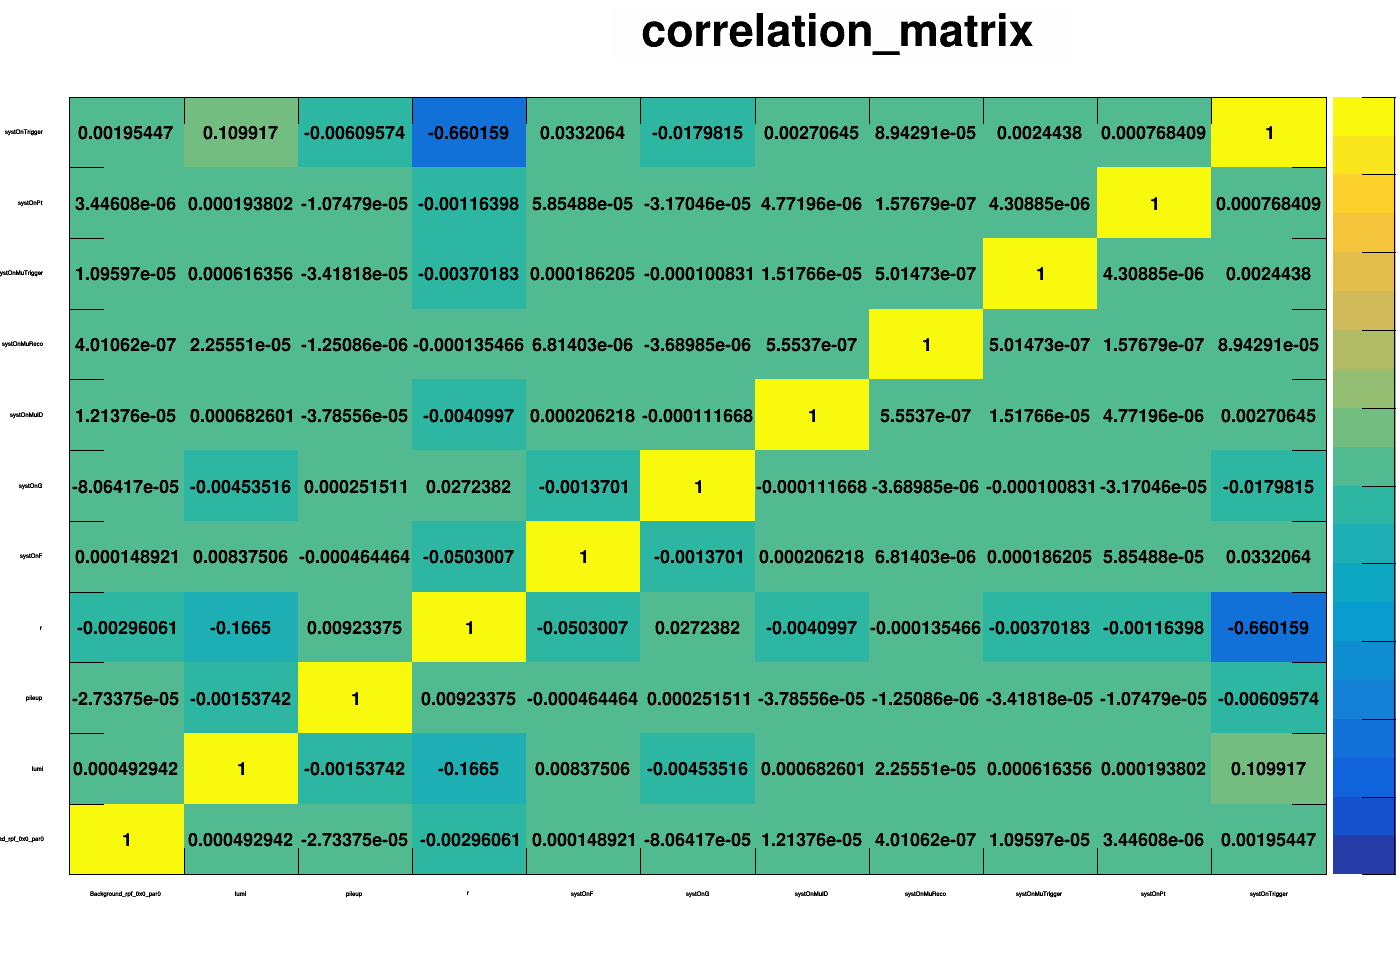 correlation_matrix
systOnTrigger 0.00195447 0.109917 -0.00609574 -0.660159 0.0332064 -0.0179815 0.00270645 8.94291e-05 0.0024438 0.000768409 1
systOnPt 3.44608e-06 0.000193802 -1.07479e-05 -0.00116398 5.85488e-05 -3.17046e-05 4.77196e-06 1.57679e-07 4.30885e-06 1 0.000768409
ystOnMuTrigger 1.09597e-05 0.000616356 -3.41818e-05 -0.00370183 0.000186205 -0.000100831 1.51766e-05 5.01473e-07 1 4.30885e-06 0.0024438
systOnMuReco 4.01062e-07 2.25551e-05 -1.25086e-06 -0.000135466 6.81403e-06 -3.68985e-06 5.5537e-07 1 5.01473e-07 1.57679e-07 8.94291e-05
systOnMuID 1.21376e-05 0.000682601 -3.78556e-05 -0.0040997 0.000206218 -0.000111668 1 5.5537e-07 1.51766e-05 4.77196e-06 0.00270645
systOnG -8.06417e-05 -0.00453516 0.000251511 0.0272382 -0.0013701 1 -0.000111668 -3.68985e-06 -0.000100831 -3.17046e-05 -0.0179815
systOnF 0.000148921 0.00837506 -0.000464464 -0.0503007 1 -0.0013701 0.000206218 6.81403e-06 0.000186205 5.85488e-05 0.0332064
r -0.00296061 -0.1665 0.00923375 1 -0.0503007 0.0272382 -0.0040997 -0.000135466 -0.00370183 -0.00116398 -0.660159
pileup -2.73375e-05 -0.00153742 1 0.00923375 -0.000464464 0.000251511 -3.78556e-05 -1.25086e-06 -3.41818e-05 -1.07479e-05 -0.00609574
lumi 0.000492942 1 -0.00153742 -0.1665 0.00837506 -0.00453516 0.000682601 2.25551e-05 0.000616356 0.000193802 0.109917
nd_rpf_0x0_par0 1 0.000492942 -2.73375e-05 -0.00296061 0.000148921 -8.06417e-05 1.21376e-05 4.01062e-07 1.09597e-05 3.44608e-06 0.00195447
Background_rpf_0x0_par0 lumi pileup r systOnF systOnG systOnMuID systOnMuReco systOnMuTrigger systOnPt systOnTrigger